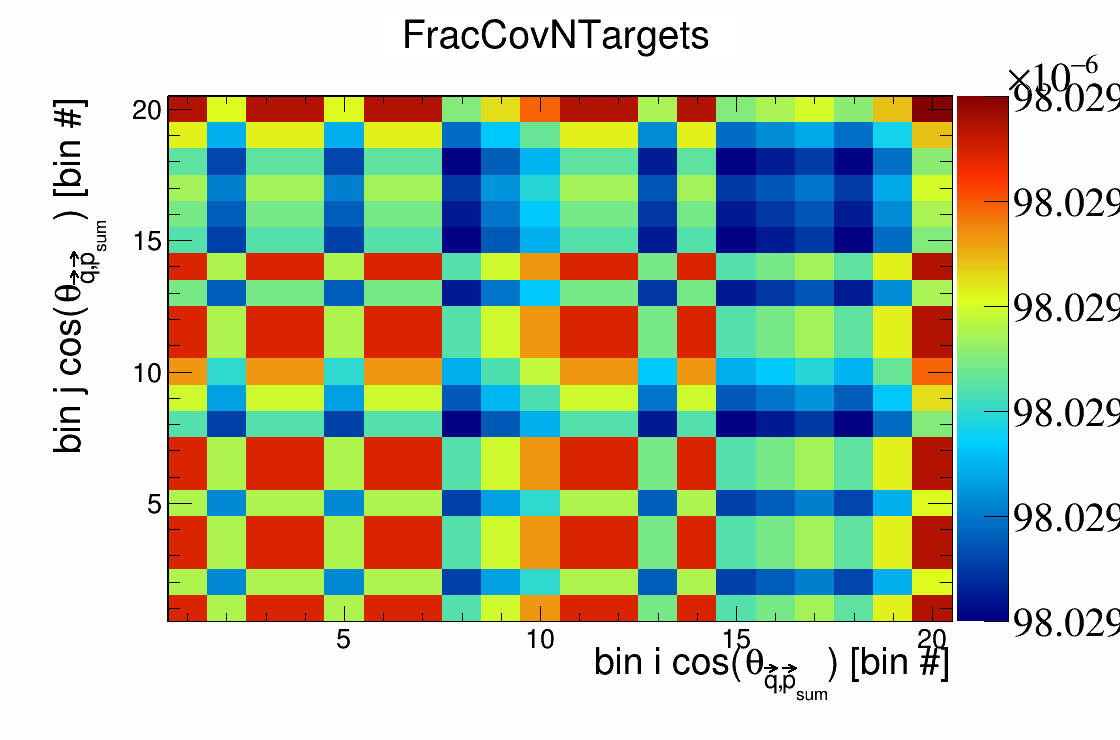 FracCovNTargets
×10−6
98.029
98.029
98.029
98.029
98.029
98.029
20
15
10
5
bin j cos(θq⃗,p⃗sum) [bin #]
5 10 15 20
bin i cos(θq⃗,p⃗sum) [bin #]